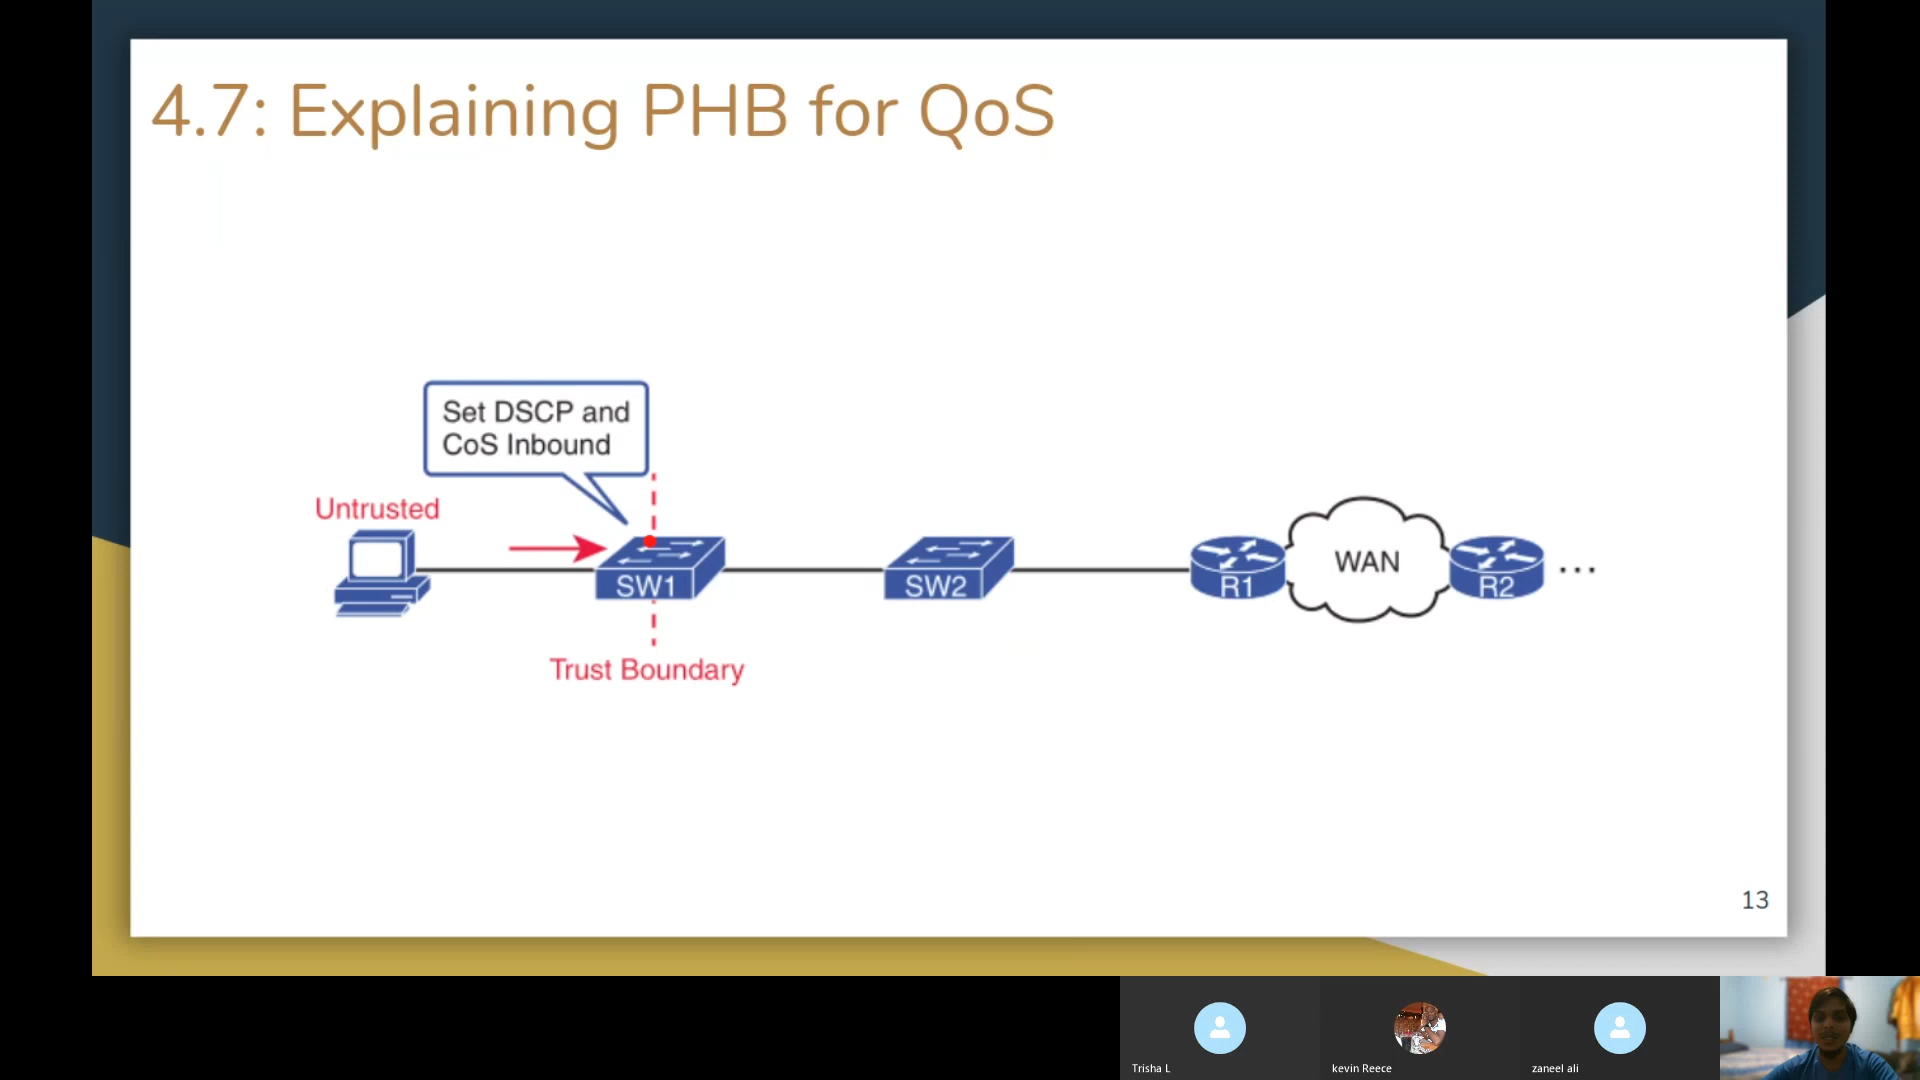 4.7: Explaining PHB for QoS
Set DSCP and
CoS Inbound
Untrusted
SW1
SW2
R1
WAN
R2
...
Trust Boundary
13
Trisha L
kevin Reece
zaneel ali